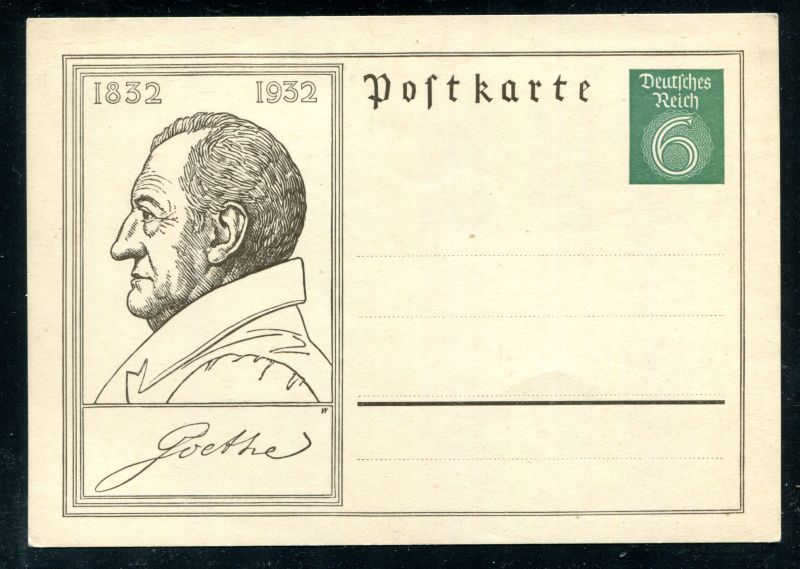 1832 1932
Goethe
Postkarte
Deutsches
Reich
6